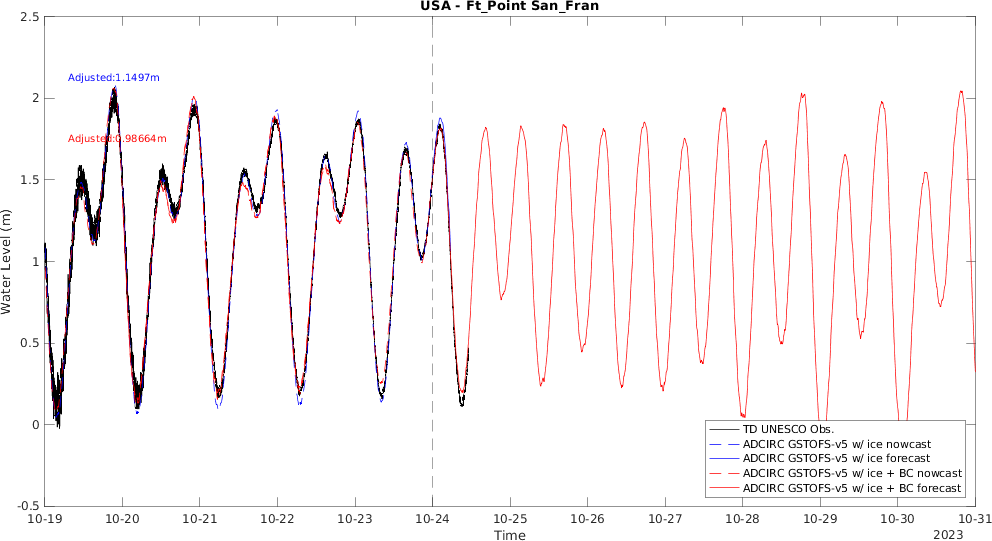 USA - Ft_Point San_Fran
Water Level (m)
2.5
2
1.5
1
0.5
0
-0.5
Adjusted:1.1497m
Adjusted:0.98664m
TD UNESCO Obs.
ADCIRC GSTOFS-v5 w/ ice nowcast
ADCIRC GSTOFS-v5 w/ ice forecast
ADCIRC GSTOFS-v5 w/ ice + BC nowcast
ADCIRC GSTOFS-v5 w/ ice + BC forecast
10-19 10-20 10-21 10-22 10-23 10-24 10-25 10-26 10-27 10-28 10-29 10-30 10-31
Time
2023